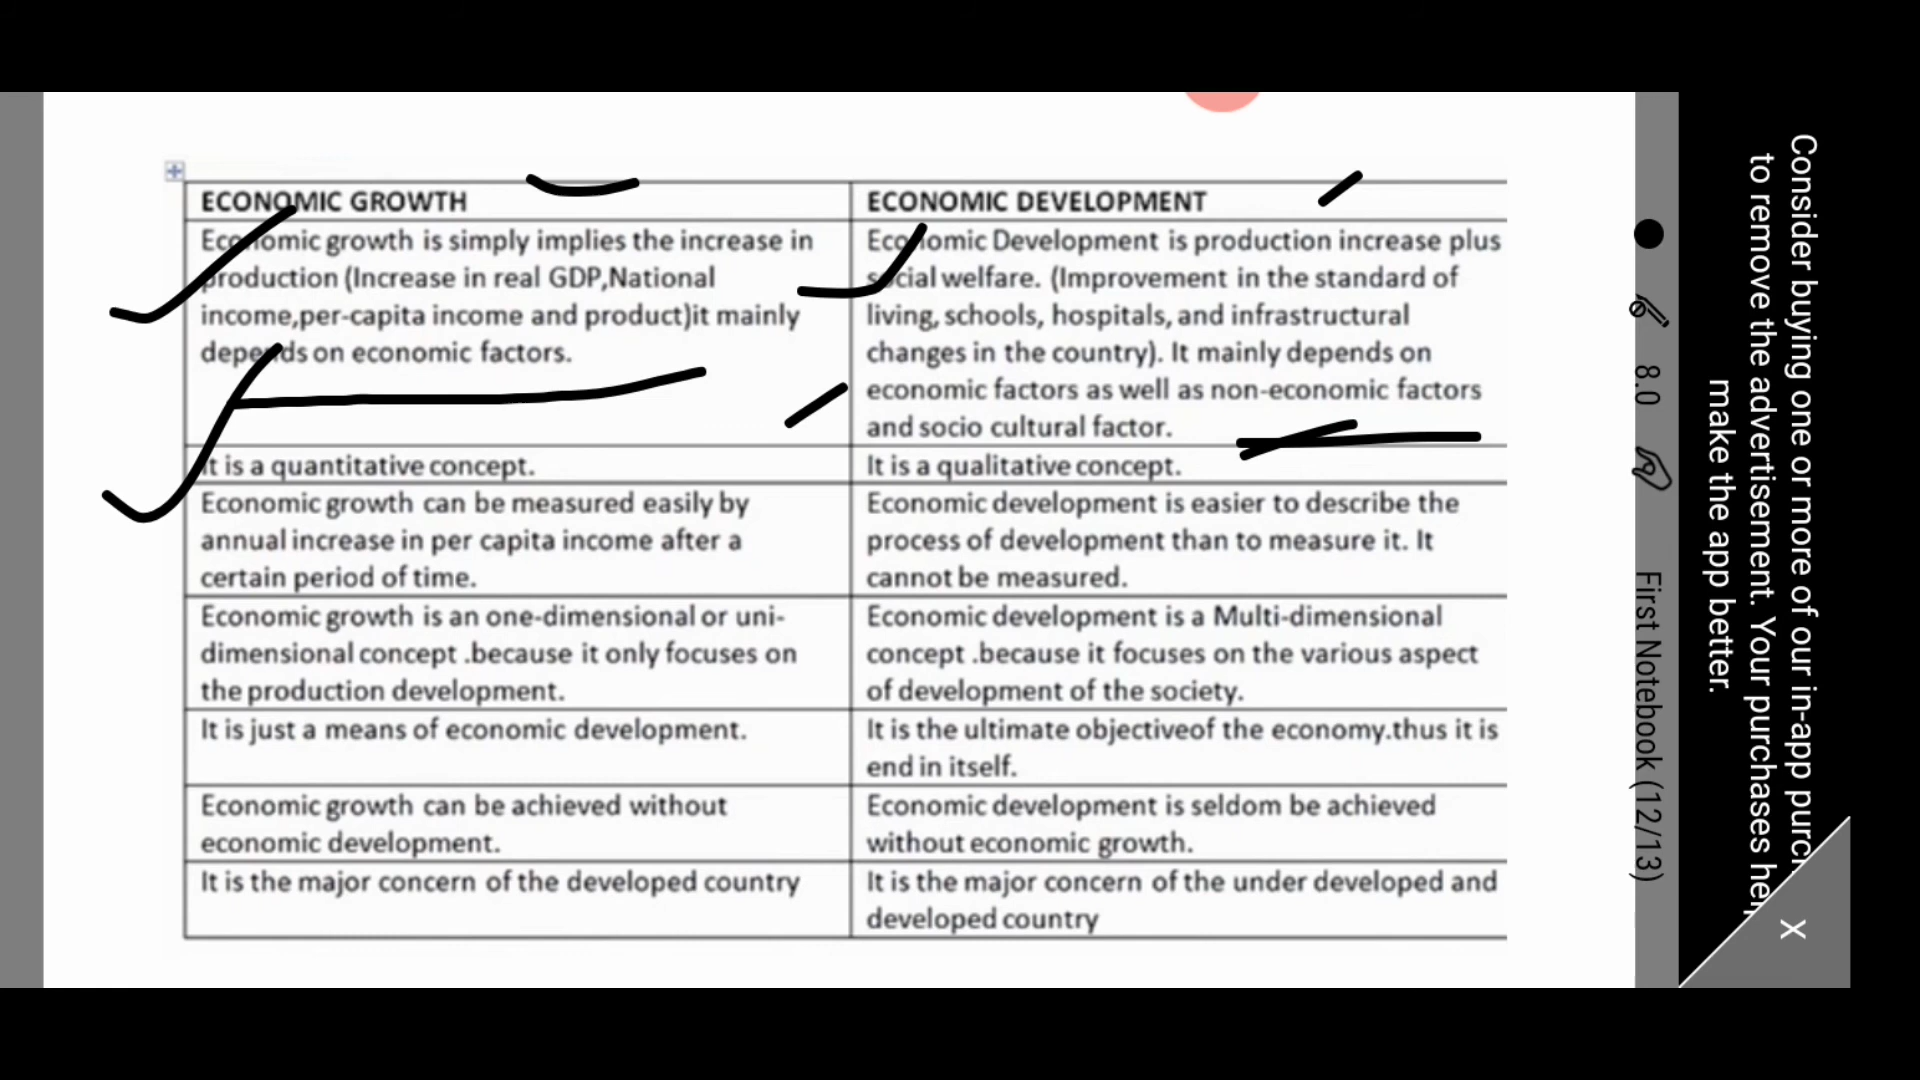 ECONOMIC GROWTH
Economic growth is simply implies the increase in
production (Increase in real GDP,National
income,per-capita income and product)it mainly
depends on economic factors.
ECONOMIC DEVELOPMENT
Economic Development is production increase plus
social welfare. (Improvement in the standard of
living, schools, hospitals, and infrastructural
changes in the country). It mainly depends on
economic factors as well as non-economic factors
and socio cultural factor.
It is a quantitative concept.
It is a qualitative concept.
Economic growth can be measured easily by
annual increase in per capita income after a
certain period of time.
Economic development is easier to describe the
process of development than to measure it. It
cannot be measured.
Economic growth is an one-dimensional or uni-
dimensional concept .because it only focuses on
the production development.
Economic development is a Multi-dimensional
concept .because it focuses on the various aspect
of development of the society.
It is just a means of economic development.
It is the ultimate objectiveof the economy.thus it is
end in itself.
Economic growth can be achieved without
economic development.
Economic development is seldom be achieved
without economic growth.
It is the major concern of the developed country
It is the major concern of the under developed and
developed country
8.0
First Notebook (12/13)
Consider buying one or more of our in-app purc
to remove the advertisement. Your purchases hel
make the app better.
X